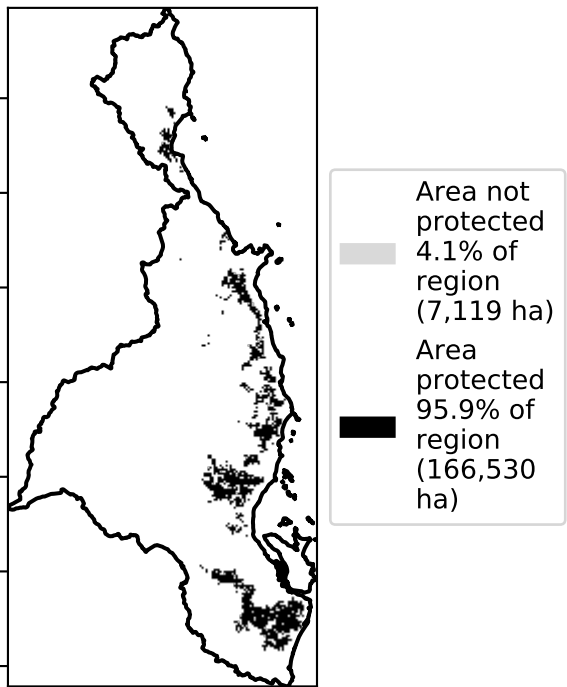 Area not
protected
4.1% of
region
(7,119 ha)
Area
protected
95.9% of
region
(166,530
ha)